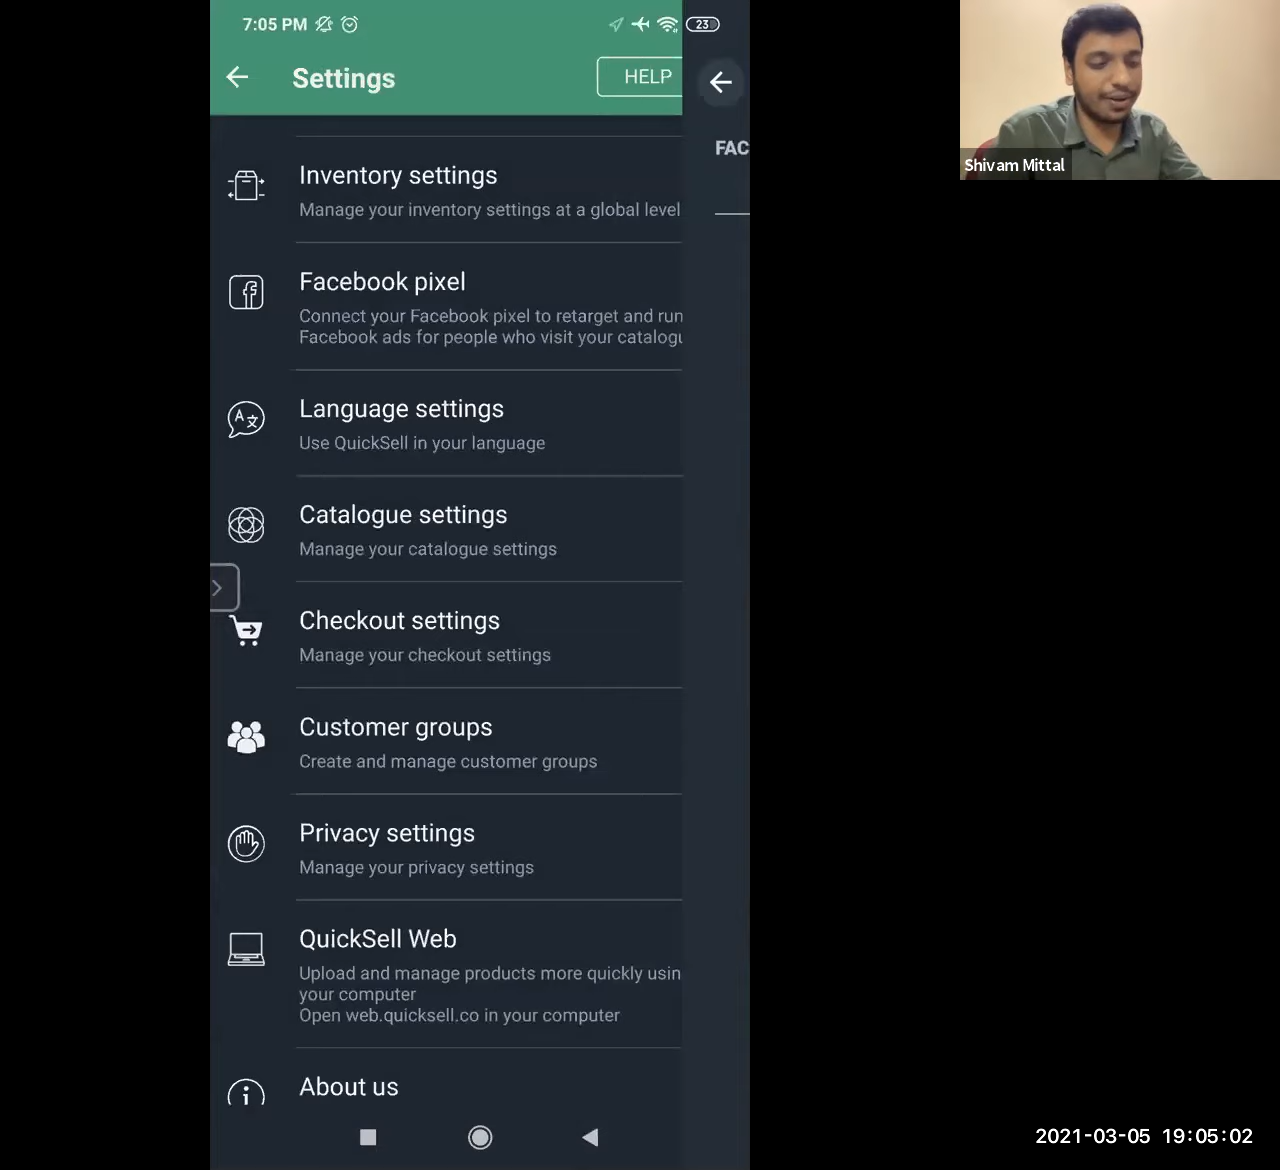 7:05 PM
23
Settings
HELP
FAC
Inventory settings
Manage your inventory settings at a global level
Facebook pixel
Connect your Facebook pixel to retarget and run
Facebook ads for people who visit your catalogu
Language settings
Use QuickSell in your language
Catalogue settings
Manage your catalogue settings
Checkout settings
Manage your checkout settings
Customer groups
Create and manage customer groups
Privacy settings
Manage your privacy settings
QuickSell Web
Upload and manage products more quickly usin
your computer
Open web.quicksell.co in your computer
About us
Shivam Mittal
2021-03-05 19:05:02